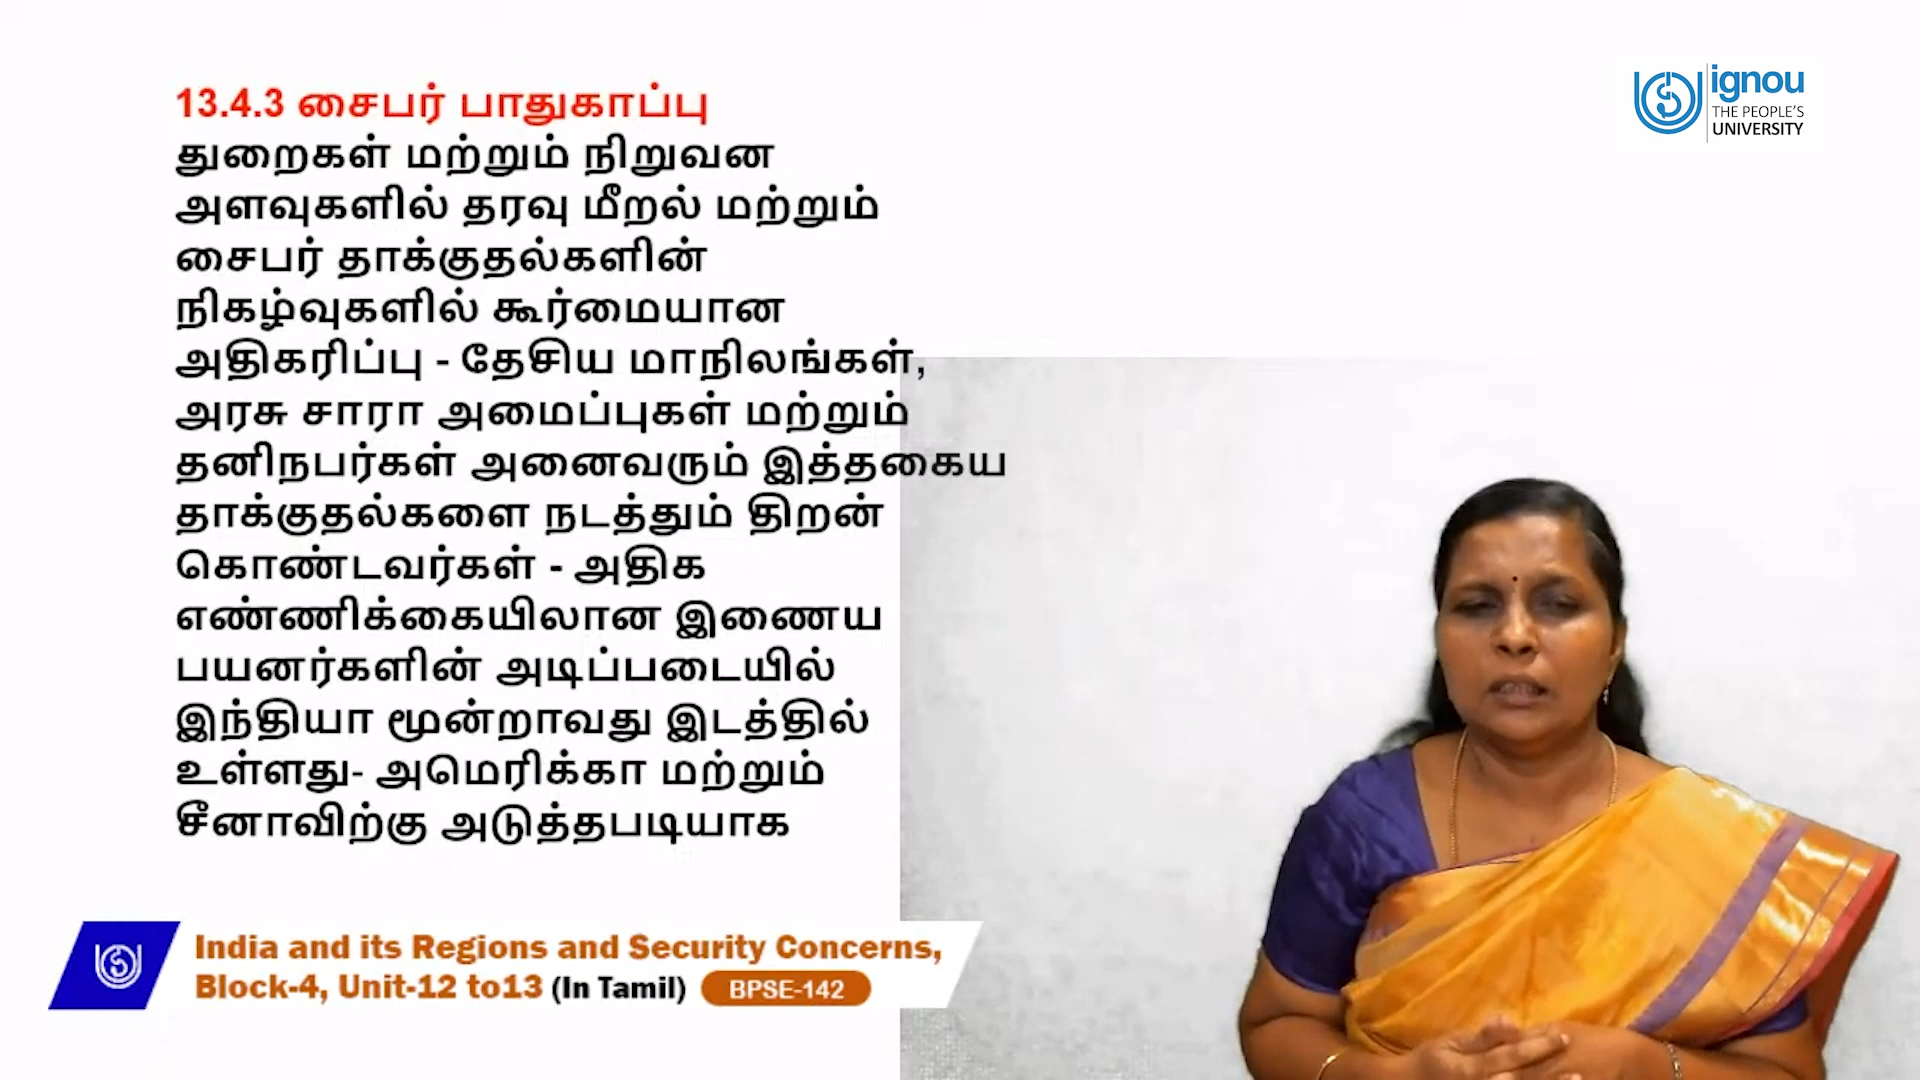 13.4.3 சைபர் பாதுகாப்பு
துறைகள் மற்றும் நிறுவன
அளவுகளில் தரவு மீறல் மற்றும்
சைபர் தாக்குதல்களின்
நிகழ்வுகளில் கூர்மையான
அதிகரிப்பு - தேசிய மாநிலங்கள்,
அரசு சாரா அமைப்புகள் மற்றும்
தனிநபர்கள் அனைவரும் இத்தகைய
தாக்குதல்களை நடத்தும் திறன்
கொண்டவர்கள் - அதிக
எண்ணிக்கையிலான இணைய
பயனர்களின் அடிப்படையில்
இந்தியா மூன்றாவது இடத்தில்
உள்ளது- அமெரிக்கா மற்றும்
சீனாவிற்கு அடுத்தபடியாக
ignou
THE PEOPLE'S
UNIVERSITY
India and its Regions and Security Concerns,
Block-4, Unit-12 to13 (In Tamil) BPSE-142